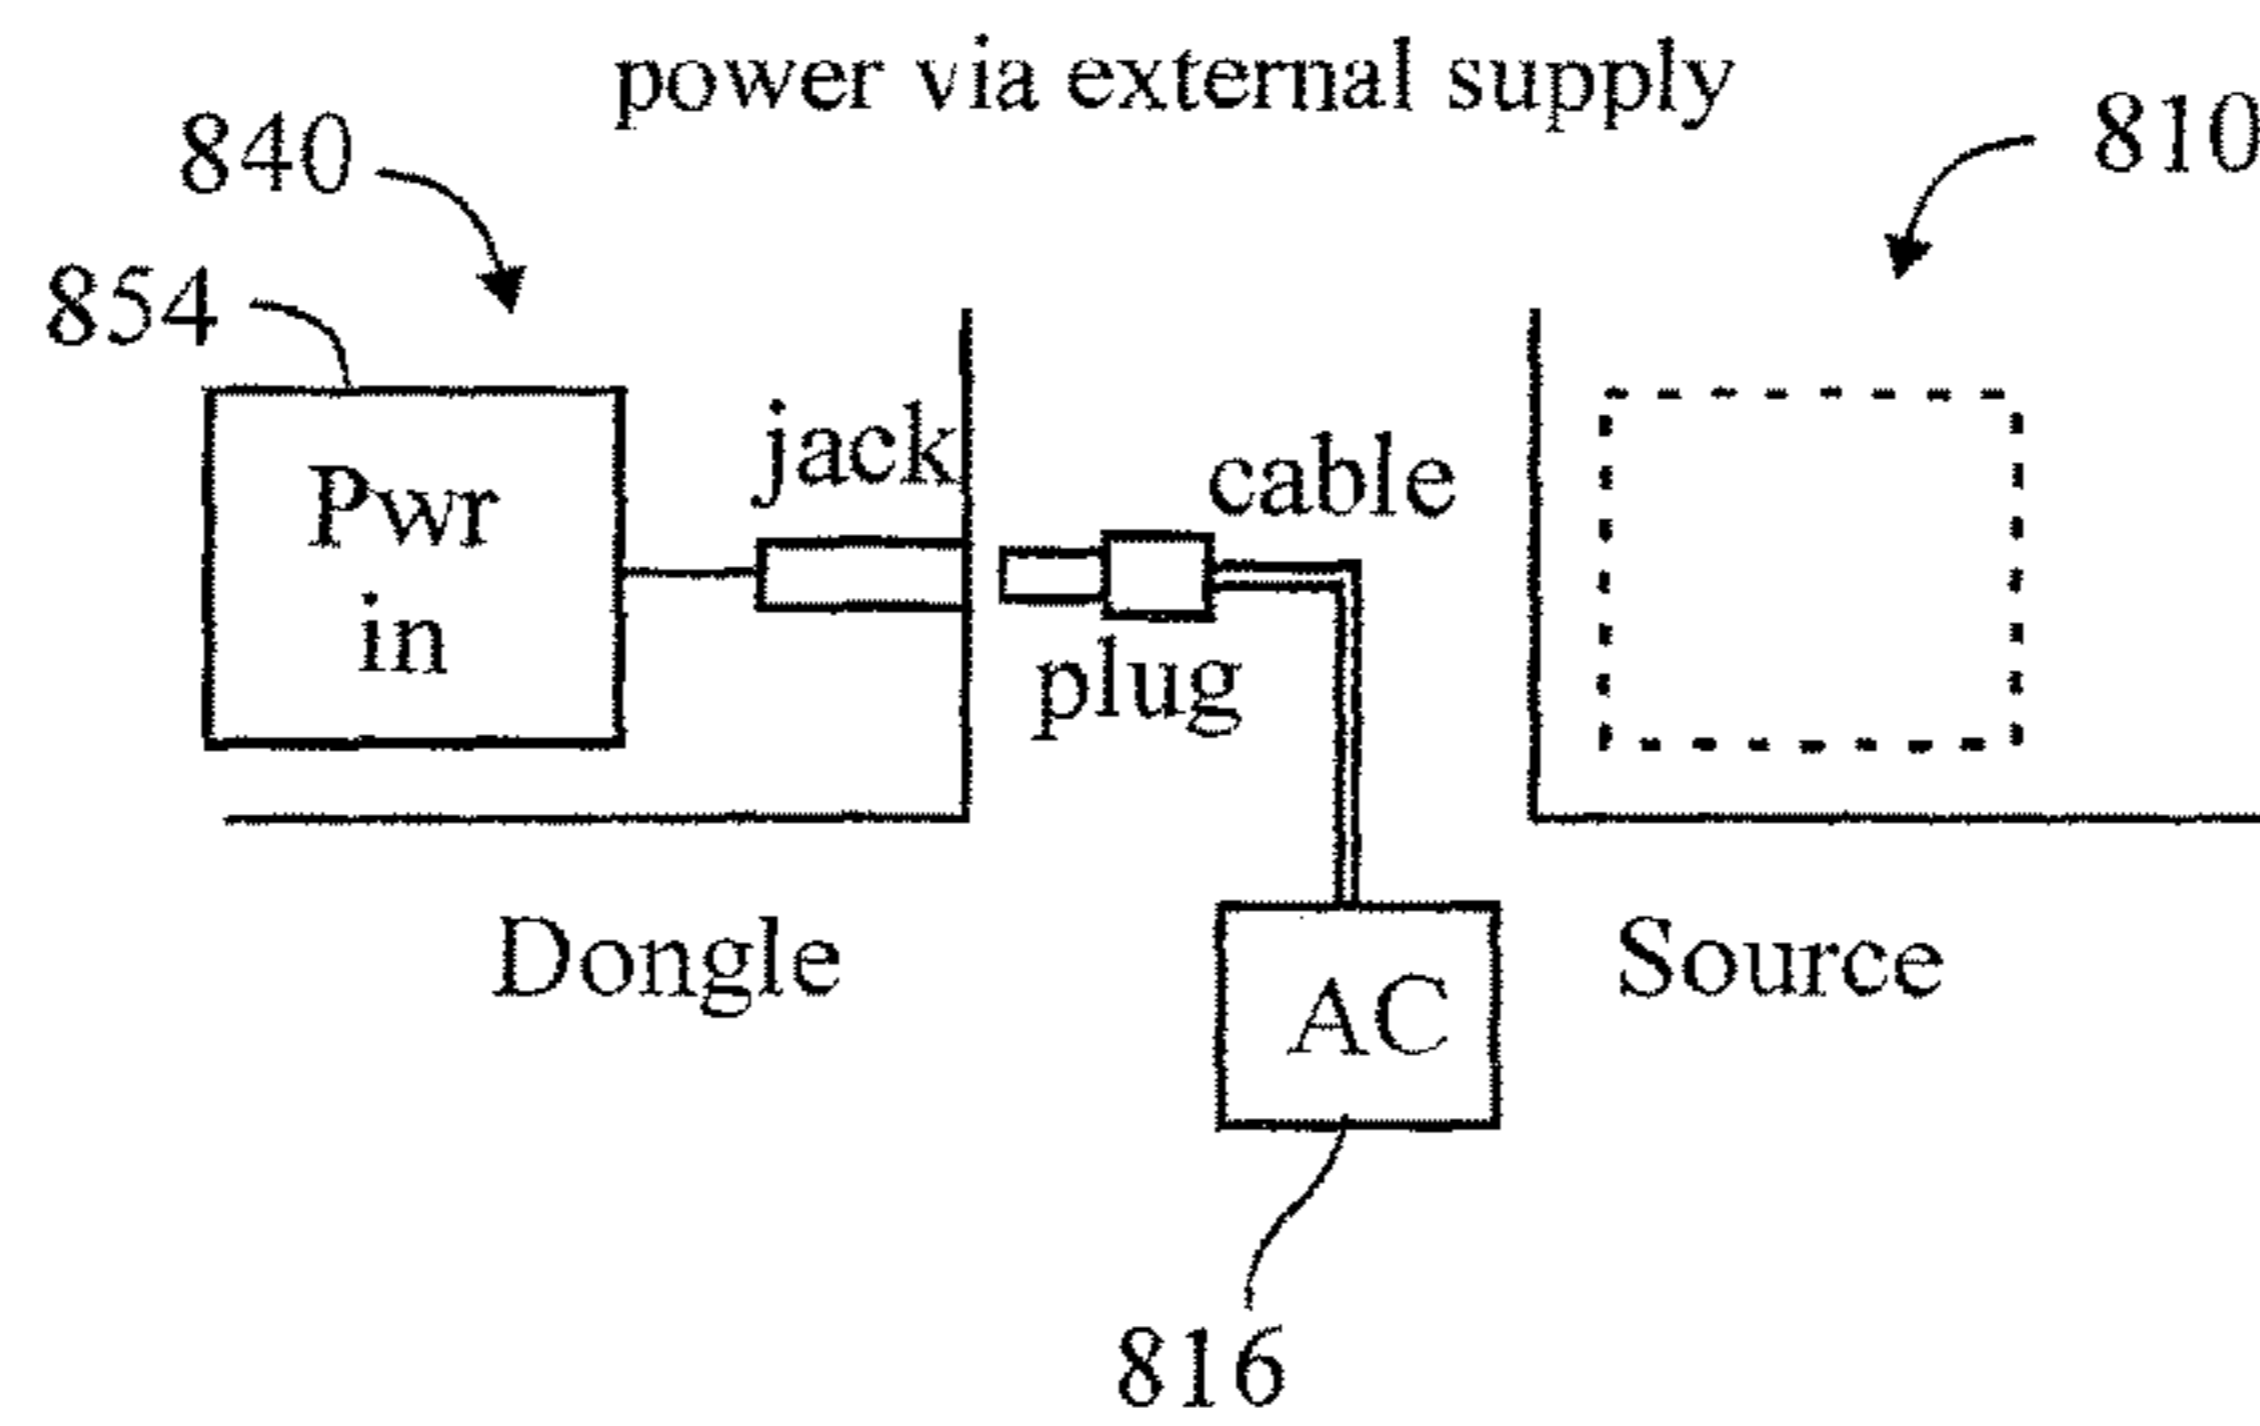 power via external supply
840
810
854
jack
cable
Pwr
in
plug
Dongle
Source
AC
816